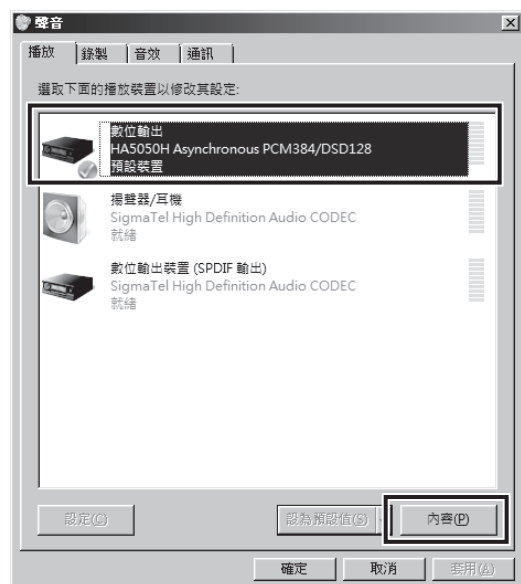 聲音
播放 錄製 音效 通訊
選取下面的播放裝置以修改其設定:
數位輸出
HA5050H Asynchronous PCM384/DSD128
預設裝置
揚聲器/耳機
SigmaTel High Definition Audio CODEC
就緒
數位輸出裝置 (SPDIF 輸出)
SigmaTel High Definition Audio CODEC
就緒
設定(C) 設為預設值(S) 內容(P)
確定 取消 套用(A)